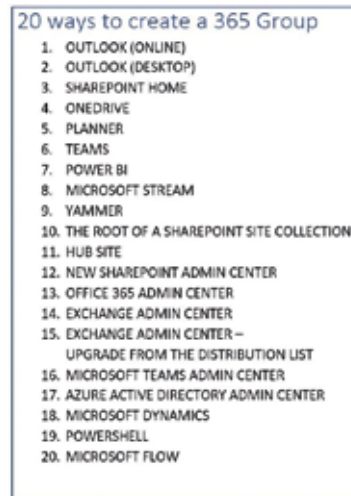 20 ways to create a 365 Group
1. OUTLOOK (ONLINE)
2. OUTLOOK (DESKTOP)
3. SHAREPOINT HOME
4. ONEDRIVE
5. PLANNER
6. TEAMS
7. POWER BI
8. MICROSOFT STREAM
9. YAMMER
10. THE ROOT OF A SHAREPOINT SITE COLLECTION
11. HUB SITE
12. NEW SHAREPOINT ADMIN CENTER
13. OFFICE 365 ADMIN CENTER
14. EXCHANGE ADMIN CENTER
15. EXCHANGE ADMIN CENTER –
UPGRADE FROM THE DISTRIBUTION LIST
16. MICROSOFT TEAMS ADMIN CENTER
17. AZURE ACTIVE DIRECTORY ADMIN CENTER
18. MICROSOFT DYNAMICS
19. POWERSHELL
20. MICROSOFT FLOW